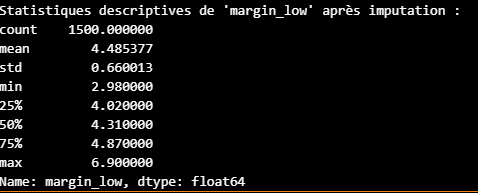 Statistiques descriptives de 'margin_low' après imputation :
count    1500.000000
mean        4.485377
std         0.660013
min         2.980000
25%         4.020000
50%         4.310000
75%         4.870000
max         6.900000
Name: margin_low, dtype: float64